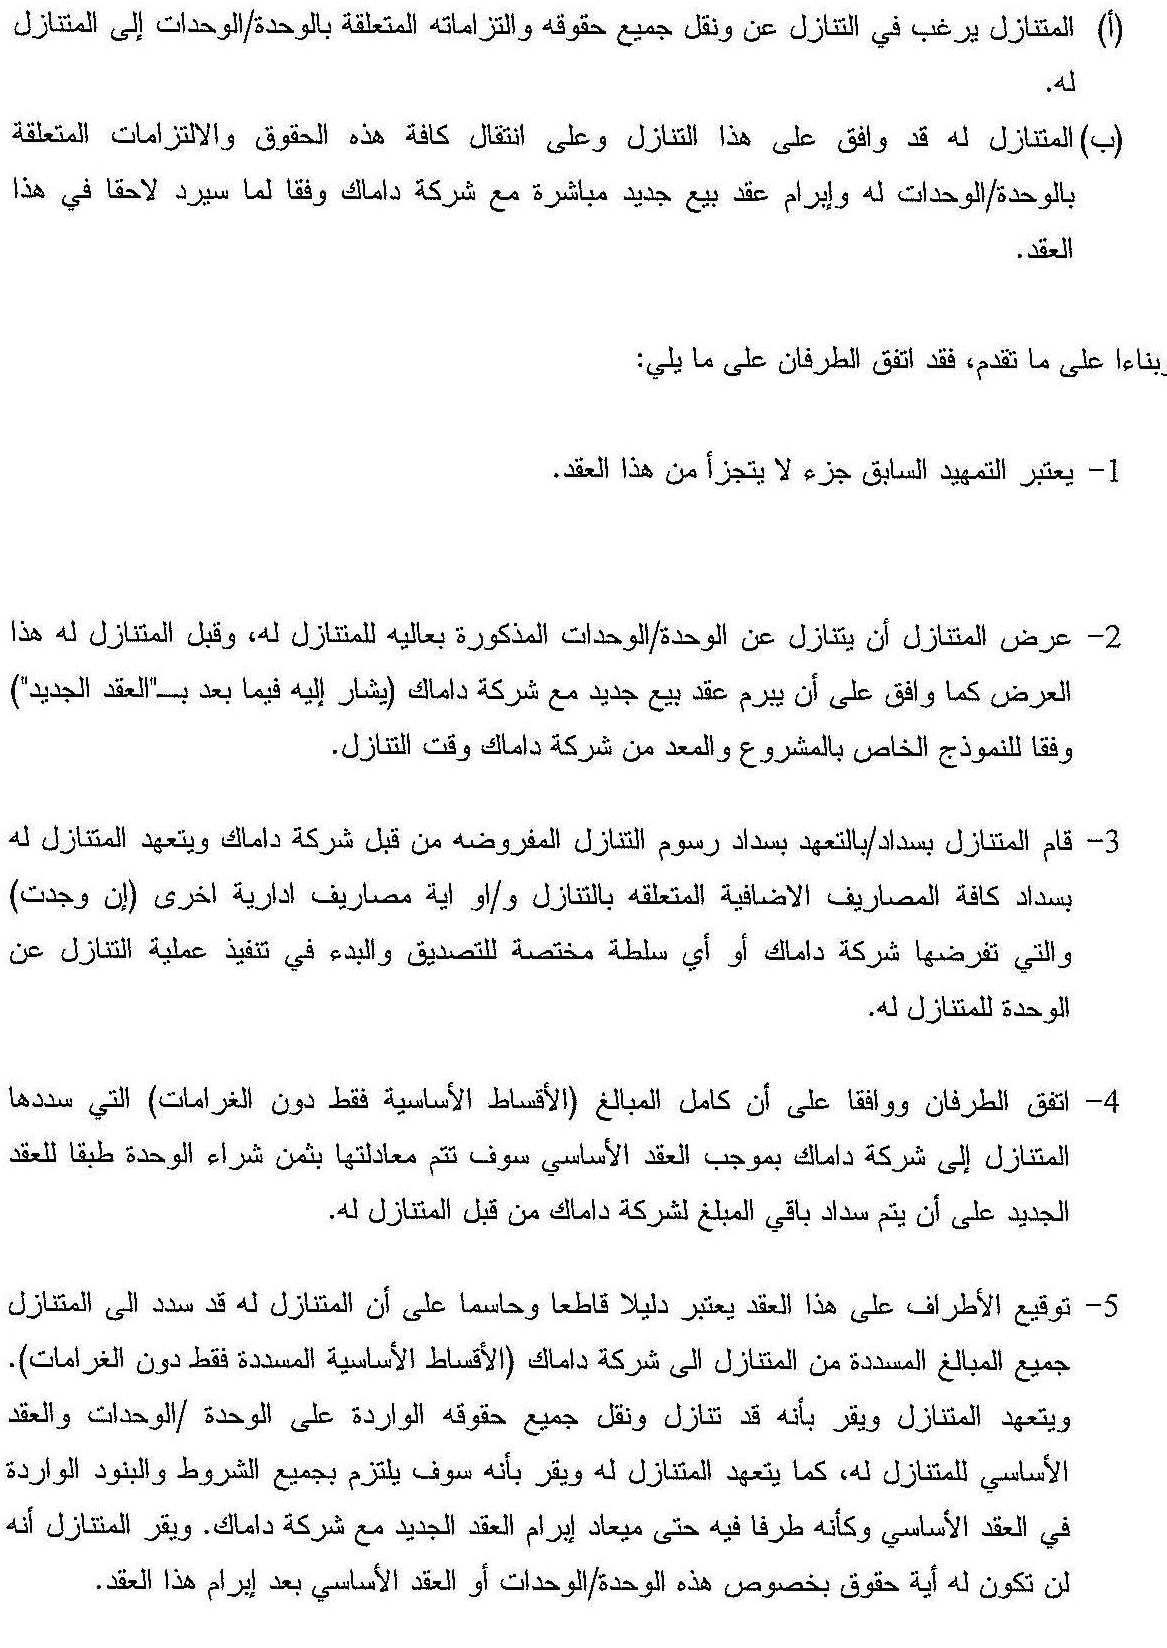 (أ) المتنازل يرغب في التنازل عن ونقل جميع حقوقه والتزاماته المتعلقة بالوحدة/الوحدات إلى المتنازل
له.
(ب) المتنازل له قد وافق على هذا التنازل وعلى انتقال كافة هذه الحقوق والالتزامات المتعلقة
بالوحدة/الوحدات له وإبرام عقد بيع جديد مباشرة مع شركة داماك وفقا لما سيرد لاحقا في هذا
العقد.
وبناءا على ما تقدم، فقد اتفق الطرفان على ما يلي:
1- يعتبر التمهيد السابق جزء لا يتجزأ من هذا العقد.
2- عرض المتنازل أن يتنازل عن الوحدة/الوحدات المذكورة بعاليه للمتنازل له، وقبل المتنازل له هذا
العرض كما وافق على أن يبرم عقد بيع جديد مع شركة داماك (يشار إليه فيما بعد بــ"العقد الجديد")
وفقا للنموذج الخاص بالمشروع والمعد من شركة داماك وقت التنازل.
3- قام المتنازل بسداد/بالتعهد بسداد رسوم التنازل المفروضه من قبل شركة داماك ويتعهد المتنازل له
بسداد كافة المصاريف الاضافية المتعلقه بالتنازل و/او اية مصاريف ادارية اخرى (إن وجدت)
والتي تفرضها شركة داماك أو أي سلطة مختصة للتصديق والبدء في تنفيذ عملية التنازل عن
الوحدة للمتنازل له.
4- اتفق الطرفان ووافقا على أن كامل المبالغ (الأقساط الأساسية فقط دون الغرامات) التي سددها
المتنازل إلى شركة داماك بموجب العقد الأساسي سوف تتم معادلتها بثمن شراء الوحدة طبقا للعقد
الجديد على أن يتم سداد باقي المبلغ لشركة داماك من قبل المتنازل له.
5- توقيع الأطراف على هذا العقد يعتبر دليلا قاطعا وحاسما على أن المتنازل له قد سدد الى المتنازل
جميع المبالغ المسددة من المتنازل الى شركة داماك (الأقساط الأساسية المسددة فقط دون الغرامات).
ويتعهد المتنازل ويقر بأنه قد تنازل ونقل جميع حقوقه الواردة على الوحدة /الوحدات والعقد
الأساسي للمتنازل له، كما يتعهد المتنازل له ويقر بأنه سوف يلتزم بجميع الشروط والبنود الواردة
في العقد الأساسي وكأنه طرفا فيه حتى ميعاد إبرام العقد الجديد مع شركة داماك. ويقر المتنازل أنه
لن تكون له أية حقوق بخصوص هذه الوحدة/الوحدات أو العقد الأساسي بعد إبرام هذا العقد.